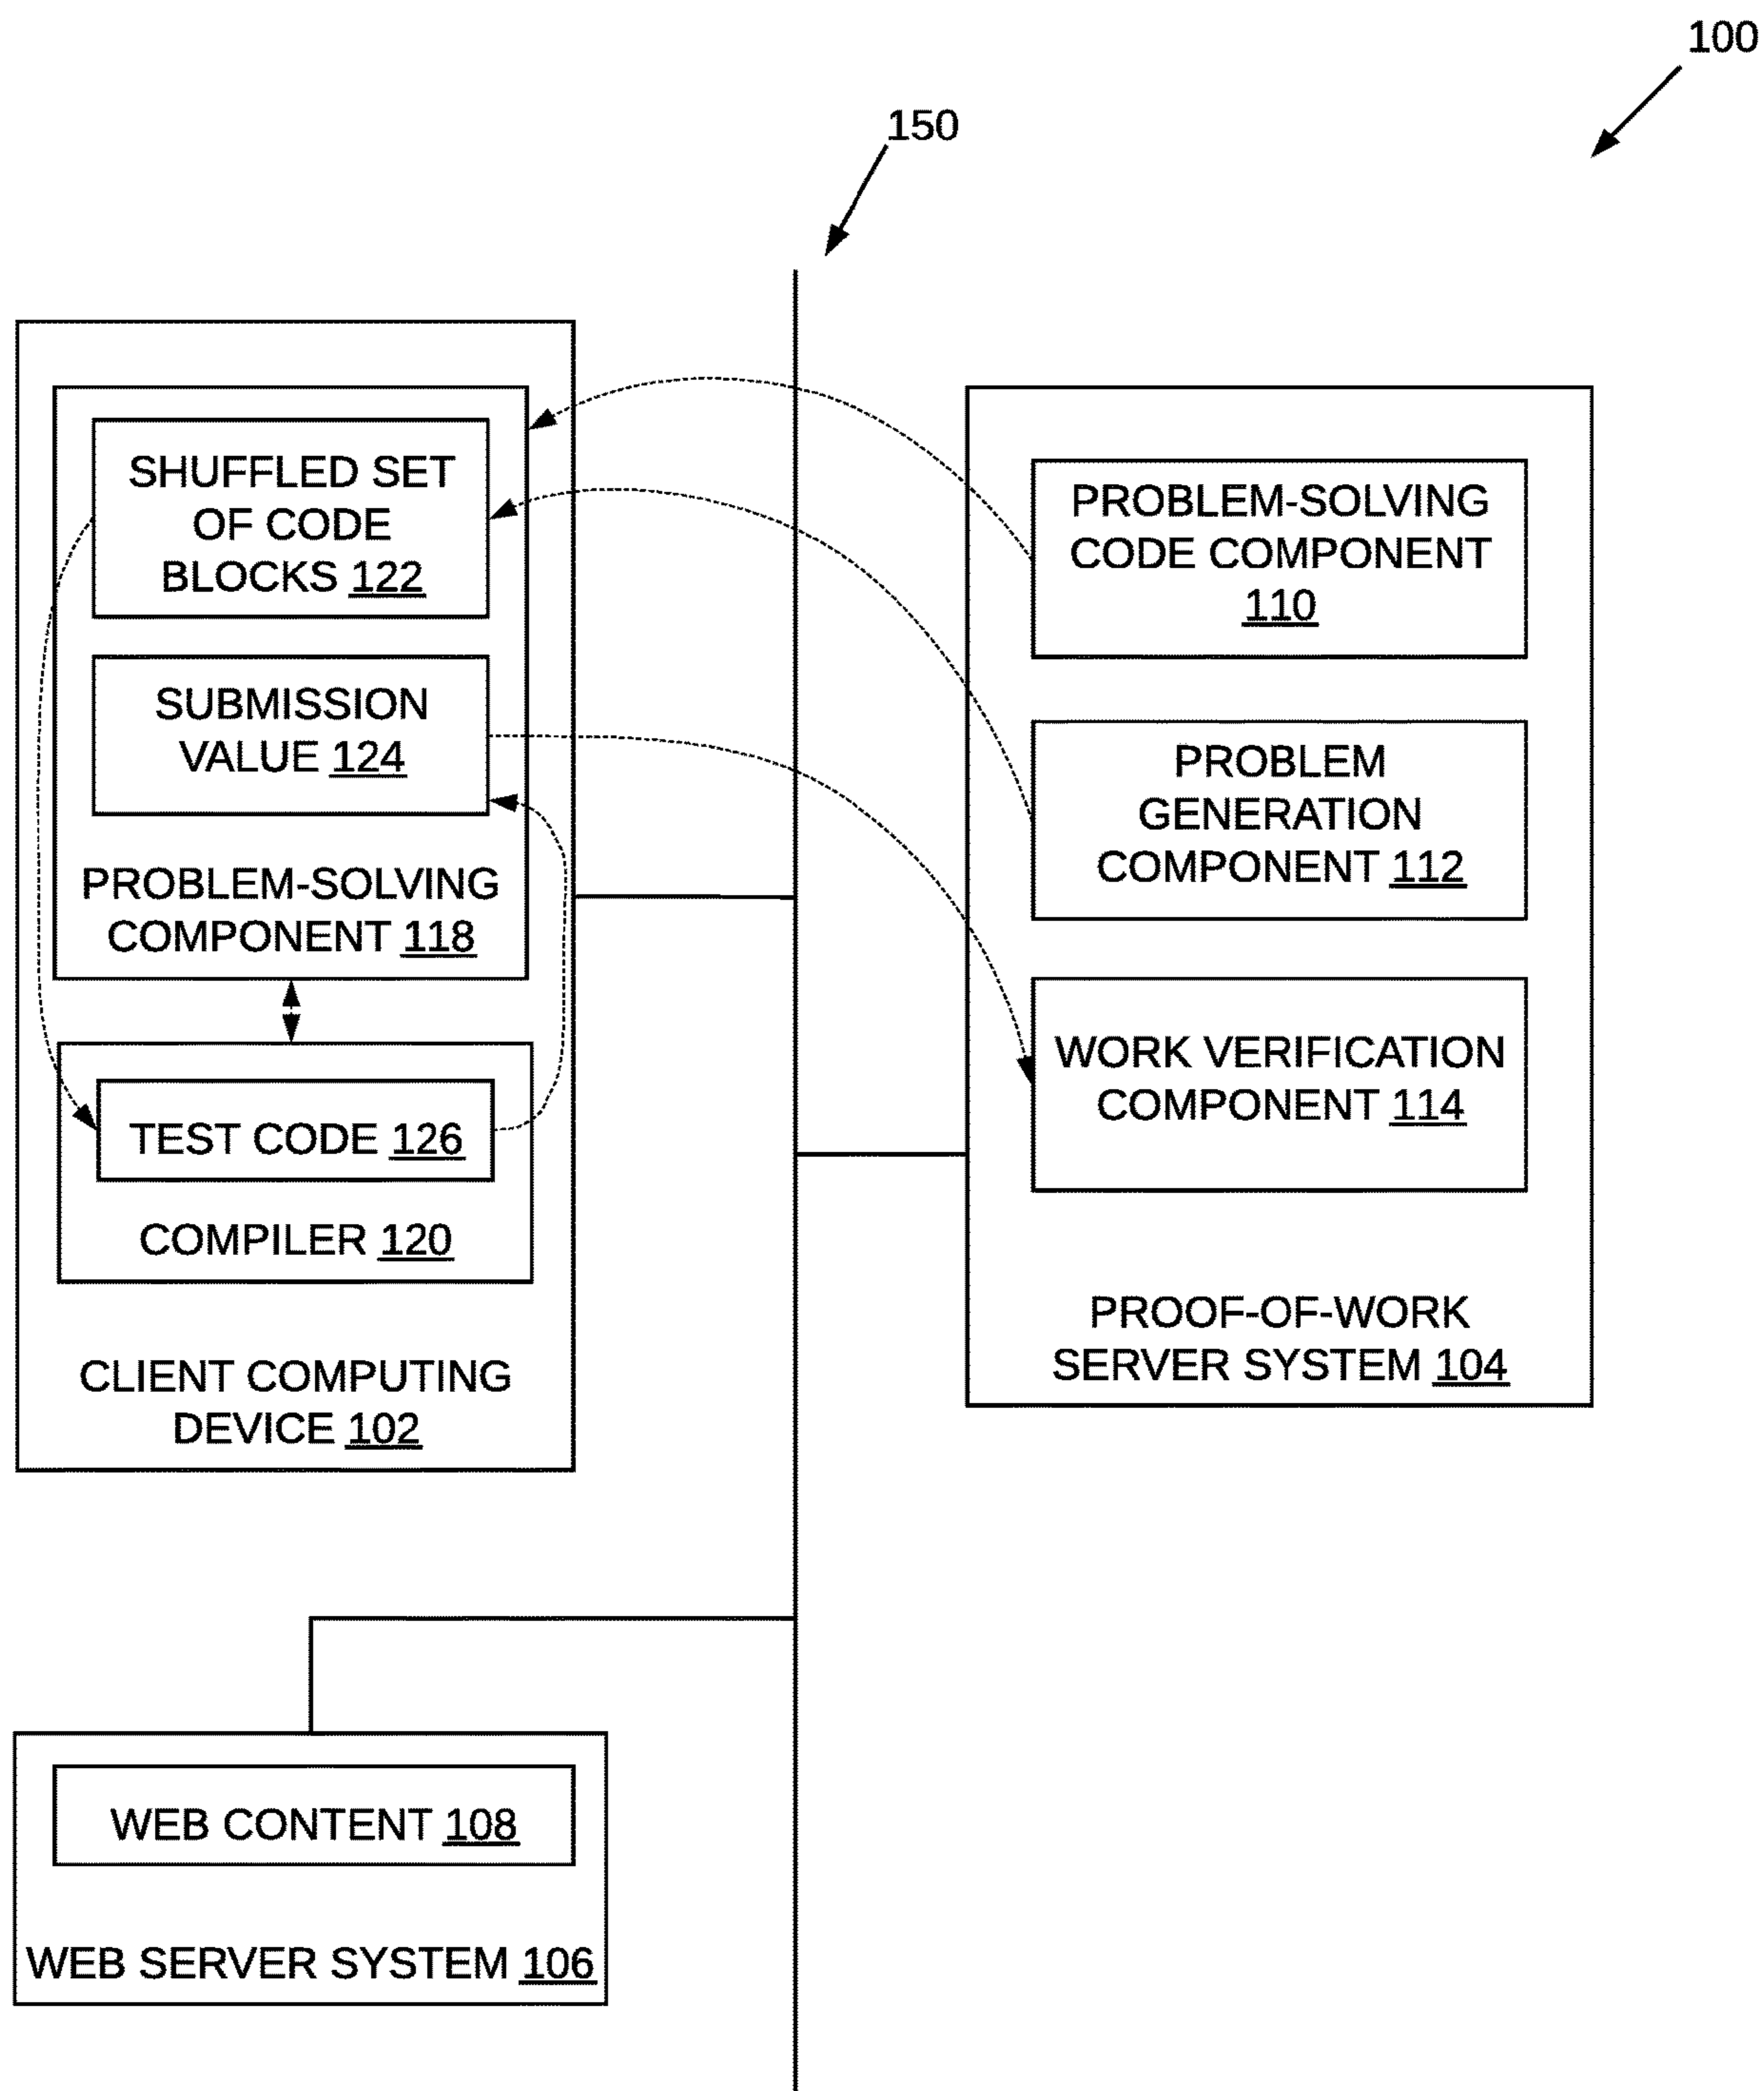 100
150
SHUFFLED SET
OF CODE
BLOCKS 122
SUBMISSION
VALUE 124
PROBLEM-SOLVING
COMPONENT 118
TEST CODE 126
COMPILER 120
CLIENT COMPUTING
DEVICE 102
PROBLEM-SOLVING
CODE COMPONENT
110
PROBLEM
GENERATION
COMPONENT 112
WORK VERIFICATION
COMPONENT 114
PROOF-OF-WORK
SERVER SYSTEM 104
WEB CONTENT 108
WEB SERVER SYSTEM 106